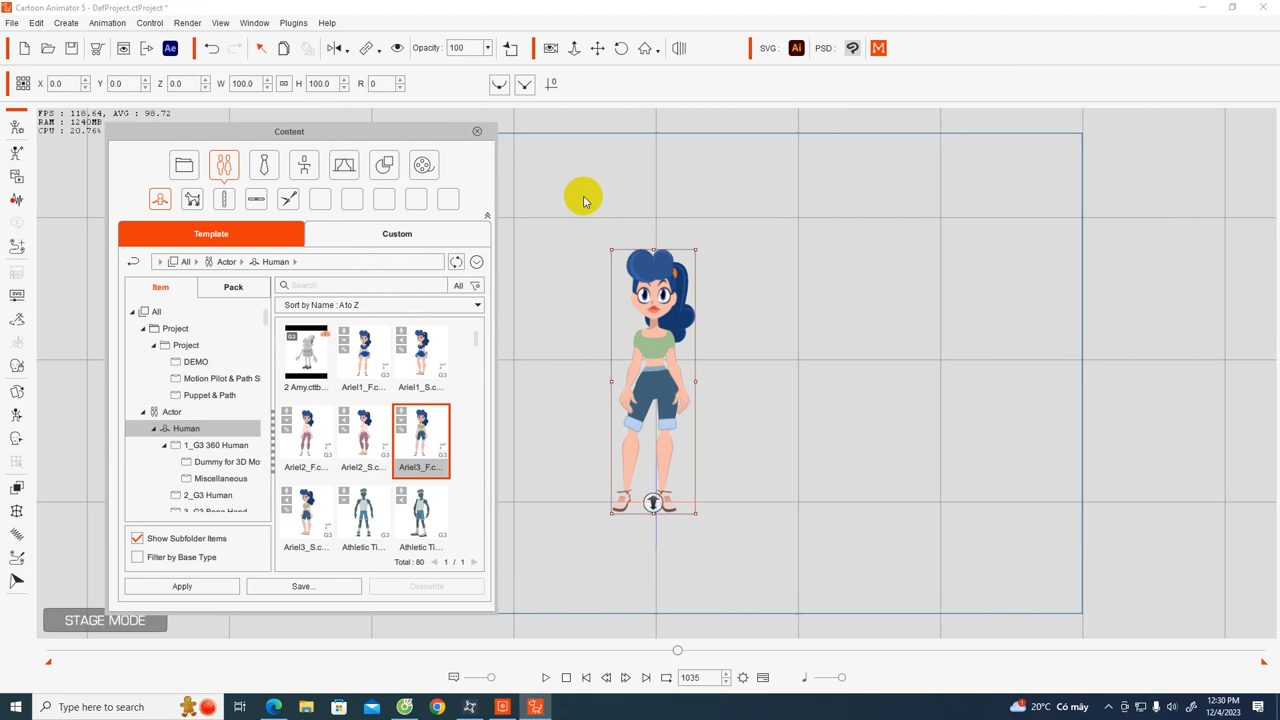 Cartoon Animator 5 - DefProject.ctProject *
File Edit Create Animation Control Render View Window Plugins Help
Ae Opacity : 100 SVG : Ai PSD : M
X 0.0 Y 0.0 Z 0.0 W 100.0 H 100.0 R 0
FPS : 118.64, AVG : 98.72
RAM : 1240MB
CPU : 20.76%
Content
Template Custom
All Actor Human
Item Pack
Search All
Sort by Name : A to Z
All
Project
Project
DEMO
Motion Pilot & Path S
Puppet & Path
Actor
Human
1_G3 360 Human
Dummy for 3D Mo
Miscellaneous
2_G3 Human
3_G3 Bone Hand
2 Amy.cttb... Ariel1_F.c... Ariel1_S.c...
Ariel2_F.c... Ariel2_S.c... Ariel3_F.c...
Ariel3_S.c... Athletic Ti... Athletic Ti...
Show Subfolder Items
Filter by Base Type
Total : 80 1 / 1
Apply Save... Overwrite
STAGE MODE
1035
Type here to search
20°C Có mây
12:30 PM
12/4/2023